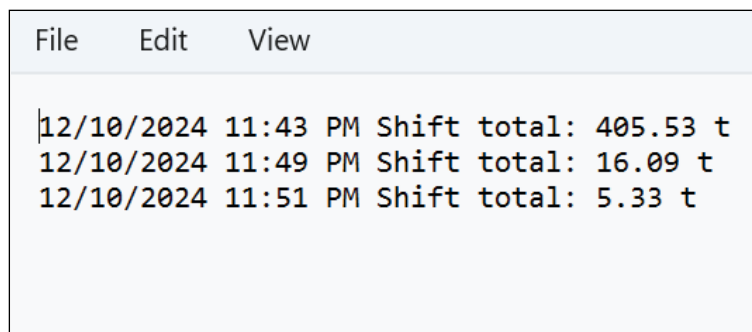 File Edit View
12/10/2024 11:43 PM Shift total: 405.53 t
12/10/2024 11:49 PM Shift total: 16.09 t
12/10/2024 11:51 PM Shift total: 5.33 t